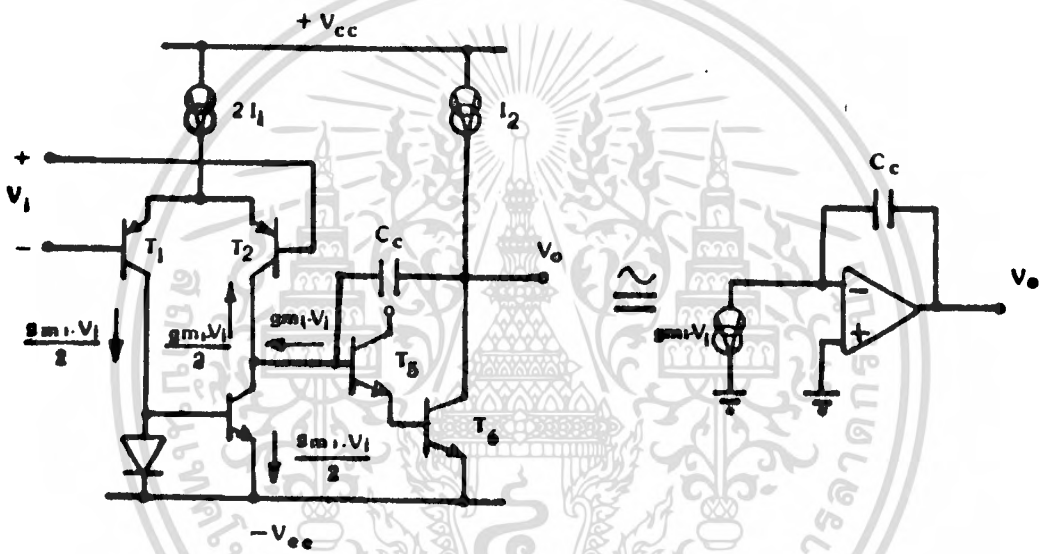 + Vcc
2 I₁
I₂
+
Vi
-
T₁
T₂
Cc
Vo
gm₁.Vi
2
gm₁.Vi
2
gm₁.Vi
T₅
T₆
gm₁.Vi
2
-Vee
≅
Cc
-
+
gm₁.Vi
Vo